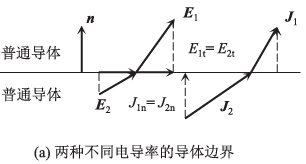 n
E₁
J₁
普通导体
E₁t=E₂t
普通导体
E₂
J₁n=J₂n
J₂
(a) 两种不同电导率的导体边界